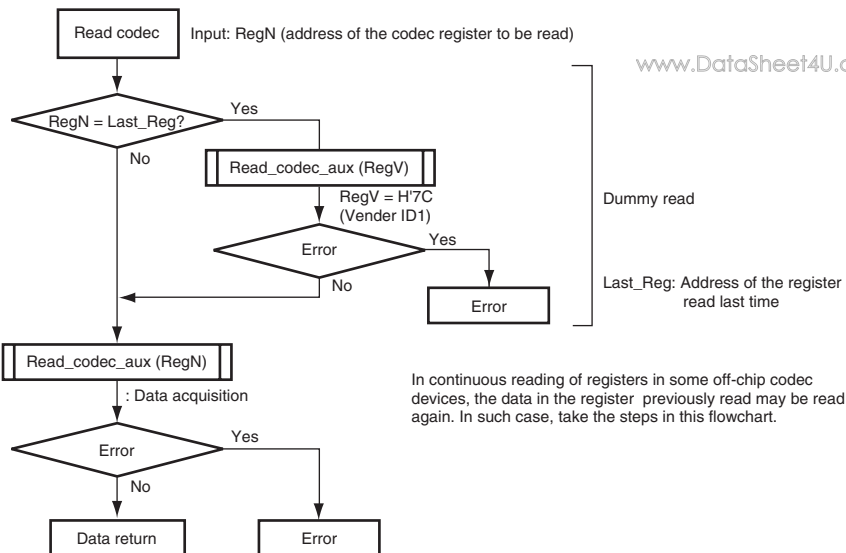 Read codec
Input: RegN (address of the codec register to be read)
www.DataSheet4U.c
RegN = Last_Reg?
Yes
No
Read_codec_aux (RegV)
RegV = H'7C
(Vender ID1)
Dummy read
Error
Yes
No
Error
Last_Reg: Address of the register
read last time
Read_codec_aux (RegN)
: Data acquisition
In continuous reading of registers in some off-chip codec
devices, the data in the register previously read may be read
again. In such case, take the steps in this flowchart.
Error
Yes
No
Data return
Error